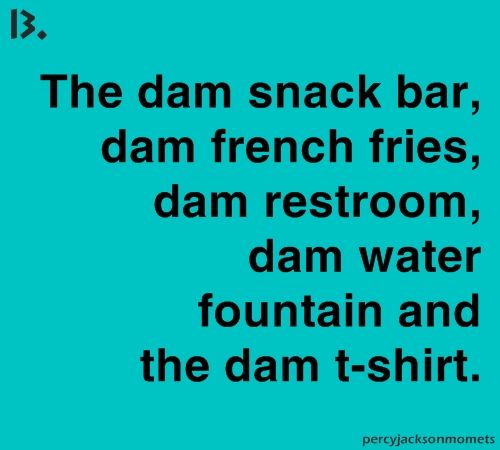 13.
The dam snack bar,
dam french fries,
dam restroom,
dam water
fountain and
the dam t-shirt.
percyjacksonmomets